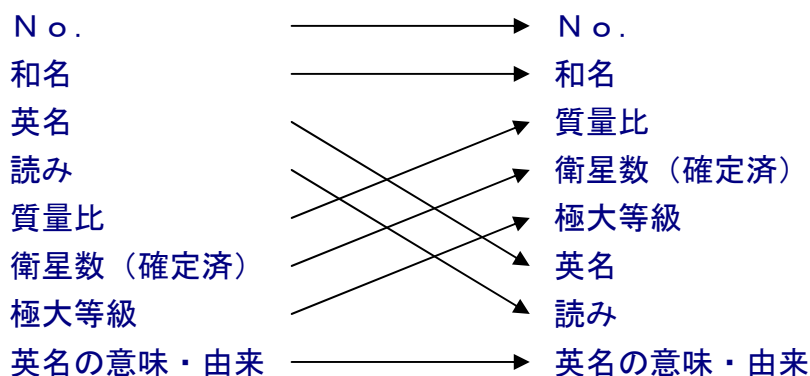 No.
和名
英名
読み
質量比
衛星数（確定済）
極大等級
英名の意味・由来
No.
和名
質量比
衛星数（確定済）
極大等級
英名
読み
英名の意味・由来